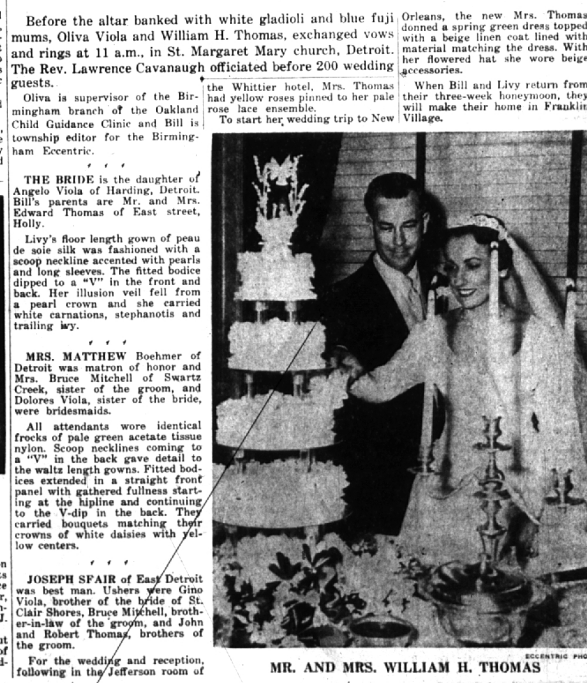 Before the altar banked with white gladioli and blue fuji
mums, Oliva Viola and William H. Thomas, exchanged vows
and rings at 11 a.m., in St. Margaret Mary church, Detroit.
The Rev. Lawrence Cavanaugh officiated before 200 wedding
guests.
Oliva is supervisor of the Bir-
mingham branch of the Oakland
Child Guidance Clinic and Bill is
township editor for the Birming-
ham Eccentric.
THE BRIDE is the daughter of
Angelo Viola of Harding, Detroit.
Bill's parents are Mr. and Mrs.
Edward Thomas of East street,
Holly.
Livy's floor length gown of peau
de soie silk was fashioned with a
scoop neckline accented with pearls
and long sleeves. The fitted bodice
dipped to a "V" in the front and
back. Her illusion veil fell from
a pearl crown and she carried
white carnations, stephanotis and
trailing ivy.
MRS. MATTHEW Boehmer of
Detroit was matron of honor and
Mrs. Bruce Mitchell of Swartz
Creek, sister of the groom, and
Dolores Viola, sister of the bride,
were bridesmaids.
All attendants wore identical
frocks of pale green acetate tissue
nylon. Scoop necklines coming to
a "V" in the back gave detail to
the waltz length gowns. Fitted bod-
ices extended in a straight front
panel with gathered fullness start-
ing at the hipline and continuing
to the V-dip in the back. They
carried bouquets matching their
crowns of white daisies with yel-
low centers.
JOSEPH SFAIR of East Detroit
was best man. Ushers were Gino
Viola, brother of the bride of St.
Clair Shores, Bruce Mitchell, broth-
er-in-law of the groom, and John
and Robert Thomas, brothers of
the groom.
For the wedding and reception,
following in the Jefferson room of
the Whittier hotel, Mrs. Thomas
had yellow roses pinned to her pale
rose lace ensemble.
To start her wedding trip to New
Orleans, the new Mrs. Thomas
donned a spring green dress topped
with a beige linen coat lined with
material matching the dress. With
her flowered hat she wore beige
accessories.
When Bill and Livy return from
their three-week honeymoon, they
will make their home in Franklin
Village.
ECCENTRIC PHO
MR. AND MRS. WILLIAM H. THOMAS